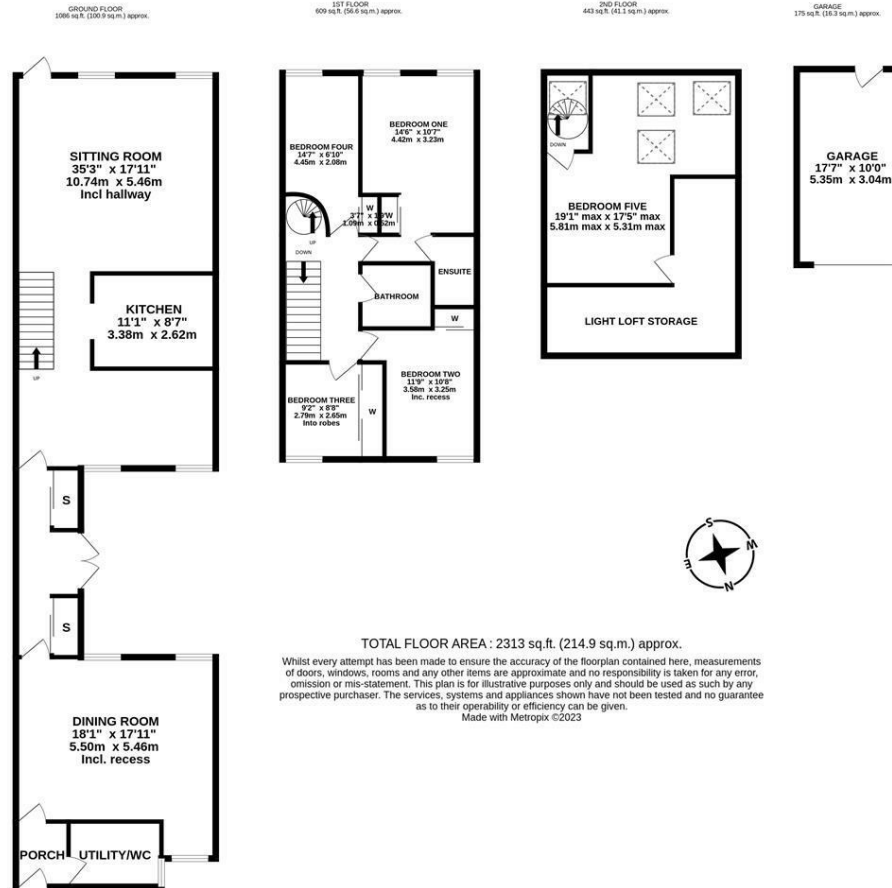 GROUND FLOOR
1086 sq.ft. (100.9 sq.m.) approx.
SITTING ROOM
35'3" x 17'11"
10.74m x 5.46m
Incl hallway
KITCHEN
11'1" x 8'7"
3.38m x 2.62m
UP
S
S
DINING ROOM
18'1" x 17'11"
5.50m x 5.46m
Incl. recess
PORCH
UTILITY/WC
1ST FLOOR
609 sq.ft. (56.6 sq.m.) approx.
BEDROOM ONE
14'6" x 10'7"
4.42m x 3.23m
BEDROOM FOUR
14'7" x 6'10"
4.45m x 2.08m
W
W
UP
DOWN
ENSUITE
BATHROOM
W
BEDROOM TWO
11'9" x 10'8"
3.58m x 3.25m
Inc. recess
BEDROOM THREE
9'2" x 8'8"
2.79m x 2.65m
Into robes
W
2ND FLOOR
443 sq.ft. (41.1 sq.m.) approx.
DOWN
BEDROOM FIVE
19'1" max x 17'5" max
5.81m max x 5.31m max
LIGHT LOFT STORAGE
GARAGE
175 sq.ft. (16.3 sq.m.) approx.
GARAGE
17'7" x 10'0"
5.35m x 3.04m
S
W
E
N
TOTAL FLOOR AREA : 2313 sq.ft. (214.9 sq.m.) approx.
Whilst every attempt has been made to ensure the accuracy of the floorplan contained here, measurements
of doors, windows, rooms and any other items are approximate and no responsibility is taken for any error,
omission or mis-statement. This plan is for illustrative purposes only and should be used as such by any
prospective purchaser. The services, systems and appliances shown have not been tested and no guarantee
as to their operability or efficiency can be given.
Made with Metropix ©2023